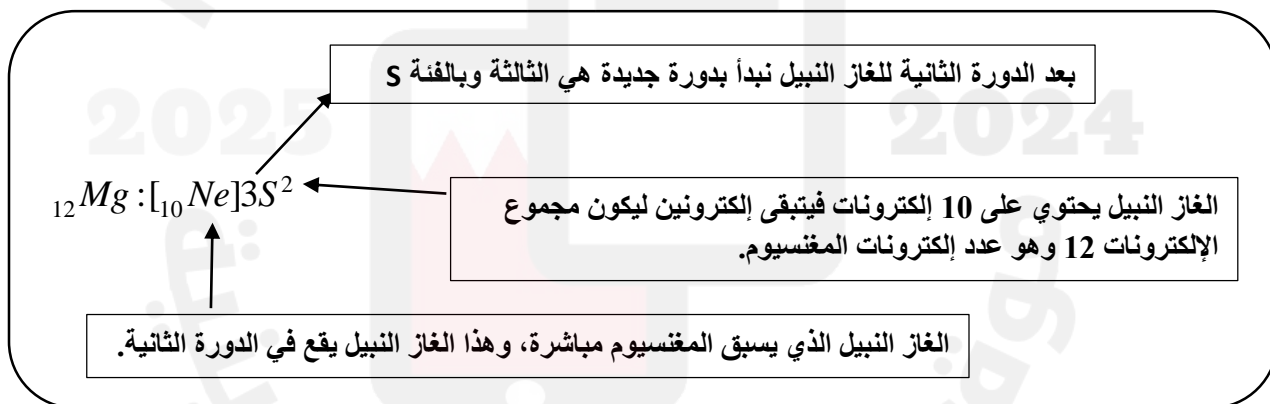 بعد الدورة الثانية للغاز النبيل نبدأ بدورة جديدة هي الثالثة وبالفئة S
2025
2024
₁₂Mg :[₁₀Ne]3S²
الغاز النبيل يحتوي على 10 إلكترونات فيتبقى إلكترونين ليكون مجموع
الإلكترونات 12 وهو عدد إلكترونات المغنسيوم.
الغاز النبيل الذي يسبق المغنسيوم مباشرة، وهذا الغاز النبيل يقع في الدورة الثانية.